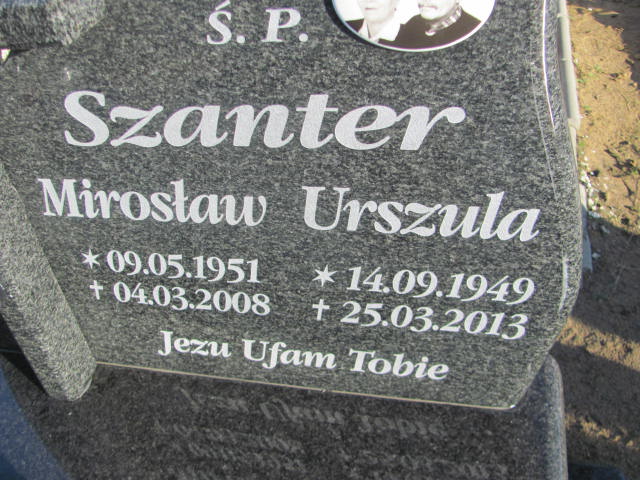 Ś. P.
Szanter
Mirosław Urszula
* 09.05.1951 * 14.09.1949
† 04.03.2008 † 25.03.2013
Jezu Ufam Tobie